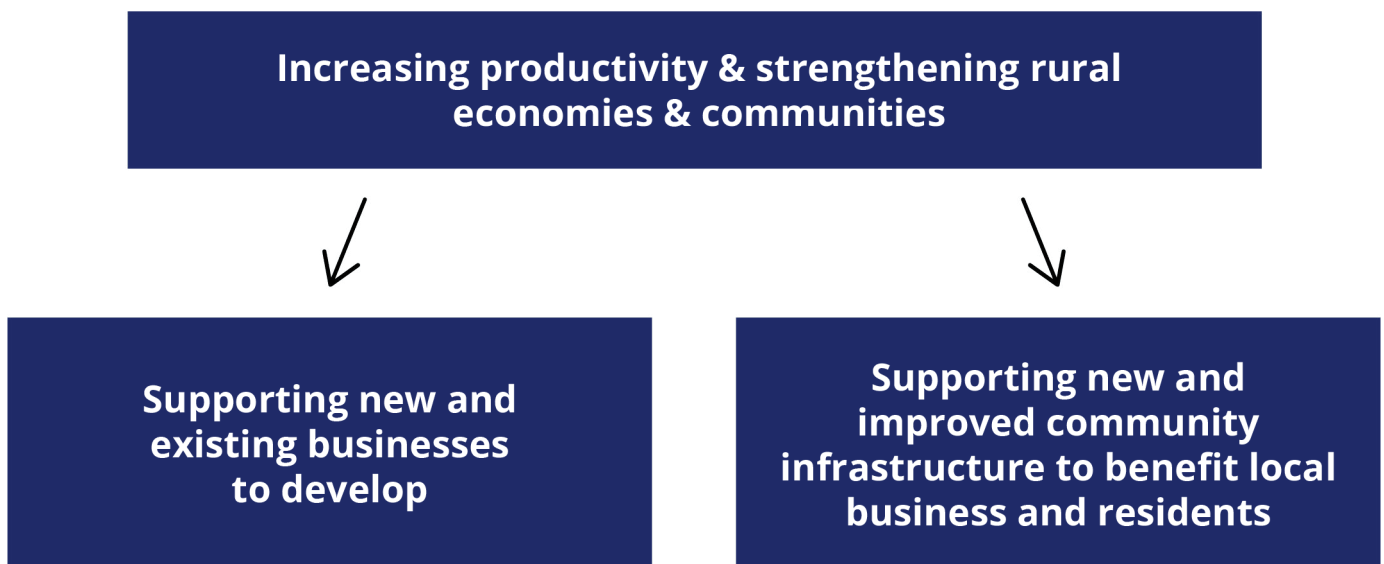 Increasing productivity & strengthening rural
economies & communities
Supporting new and
existing businesses
to develop
Supporting new and
improved community
infrastructure to benefit local
business and residents